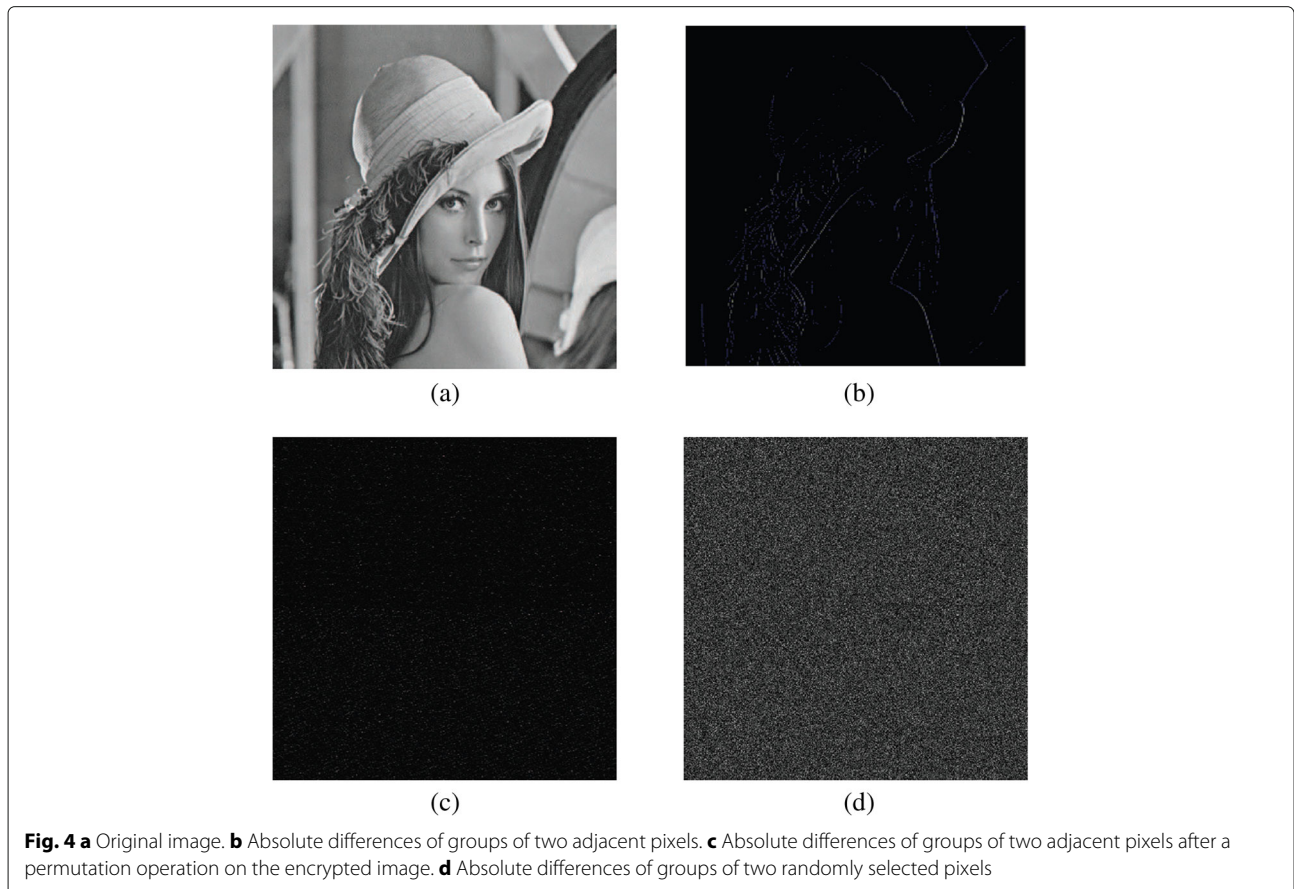 (a)
(b)
(c)
(d)
Fig. 4 a Original image. b Absolute differences of groups of two adjacent pixels. c Absolute differences of groups of two adjacent pixels after a
permutation operation on the encrypted image. d Absolute differences of groups of two randomly selected pixels